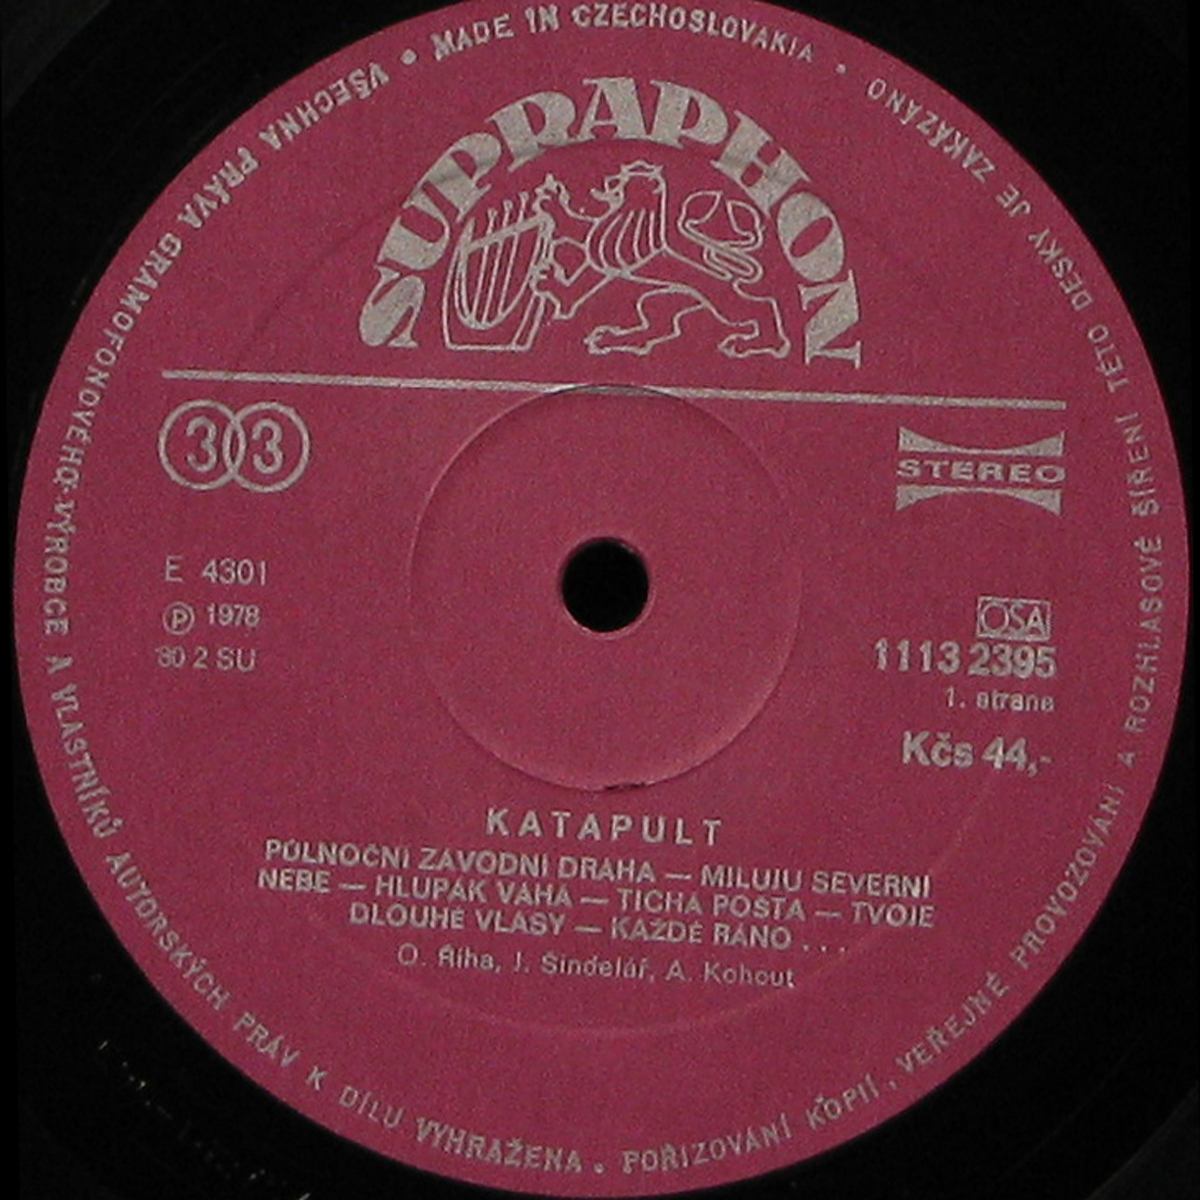 MADE IN CZECHOSLOVAKIA •
VŠECHNA PRÁVA GRAMOFONOVÉHO VÝROBCE A VLASTNÍKŮ AUTORSKÝCH PRÁV K DÍLU VYHRAŽENA • POŘIZOVÁNÍ KOPIÍ, VEŘEJNÉ PROVOZOVÁNÍ A ROZHLASOVÉ ŠÍŘENÍ TÉTO DESKY JE ZAKÁZÁNO •
SUPRAPHON
33
STEREO
E 4301
Ⓟ 1978
80 2 SU
OSA
1113 2395
1. strana
Kčs 44,-
KATAPULT
PŮLNOČNÍ ZÁVODNÍ DRÁHA — MILUJU SEVERNÍ
NEBE — HLUPÁK VÁHÁ — TICHÁ POŠTA — TVOJE
DLOUHÉ VLASY — KAŽDÉ RÁNO . . .
O. Říha, J. Šindelář, A. Kohout